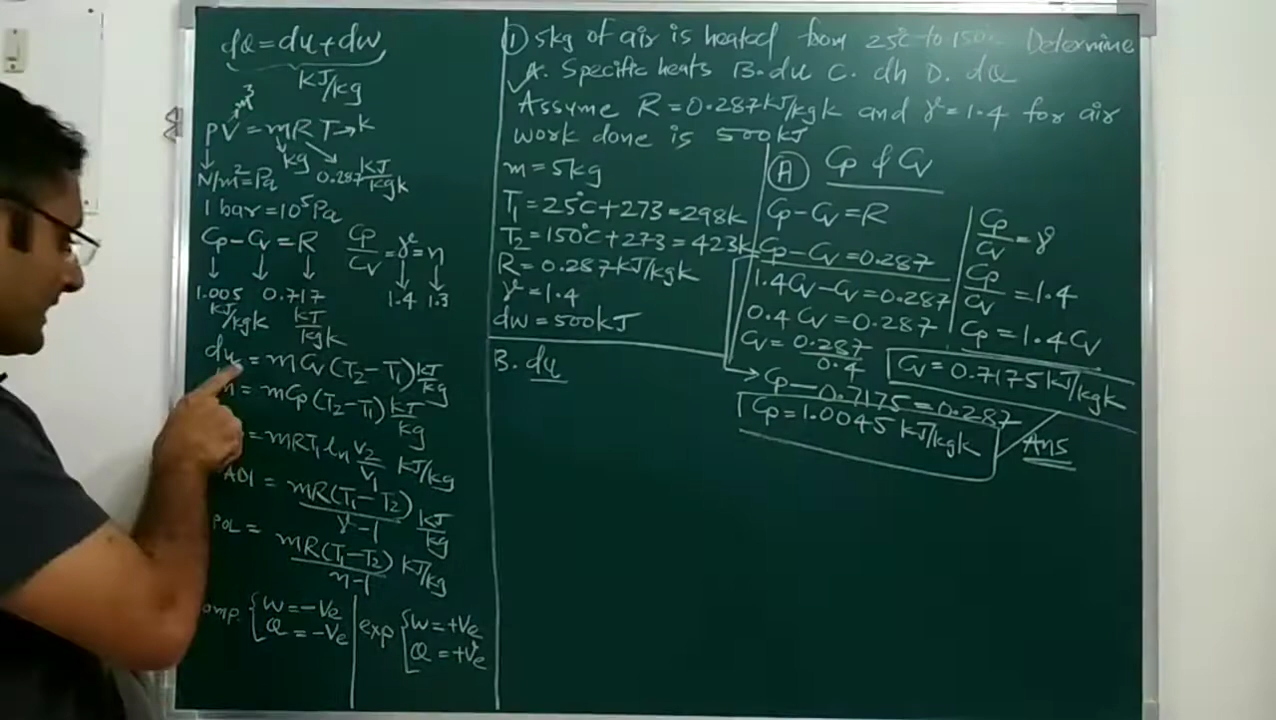 dQ = du + dw
KJ/kg
m³
PV = mRT → K
kg
N/m² = Pa
0.287 KJ/kgk
1 bar = 10⁵ Pa
Cp - Cv = R
Cp/Cv = γ = n
1.005 0.717
1.4 1.3
KJ/kgk KJ/kgk
du = mCv(T₂-T₁) KJ/kg
= mCp(T₂-T₁) KJ/kg
= mRT₁ ln V₂/V₁ KJ/kg
ADI = mR(T₁-T₂)/γ-1 KJ/kg
POL = mR(T₁-T₂)/n-1 KJ/kg
omp. { W = -Ve
Q = -Ve
exp { W = +Ve
Q = +Ve
① 5kg of air is heated from 25°C to 150 Determine
A. Specific heats B. du C. dh D. dQ
Assume R = 0.287 KJ/kgk and γ = 1.4 for air
work done is 500 KJ
m = 5kg
T₁ = 25°C + 273 = 298k
T₂ = 150°C + 273 = 423k
R = 0.287 KJ/kgk
γ = 1.4
dw = 500 KJ
Ⓐ Cp & Cv
Cp - Cv = R
Cp - Cv = 0.287
1.4Cv - Cv = 0.287
0.4 Cv = 0.287
Cv = 0.287/0.4
Cp/Cv = γ
Cp/Cv = 1.4
Cp = 1.4 Cv
Cv = 0.7175 KJ/kgk
Cp - 0.7175 = 0.287
Cp = 1.0045 KJ/kgk
Ans
B. du